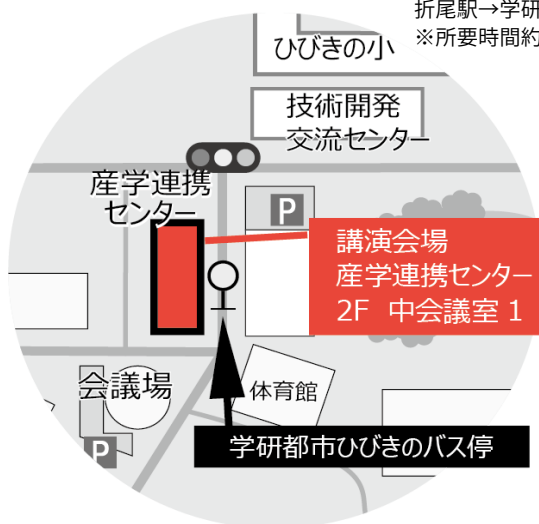 折尾駅→学研
※所要時間約
ひびきの小
技術開発
交流センター
産学連携
センター
P
講演会場
産学連携センター
2F 中会議室 1
会議場
体育館
P
学研都市ひびきのバス停